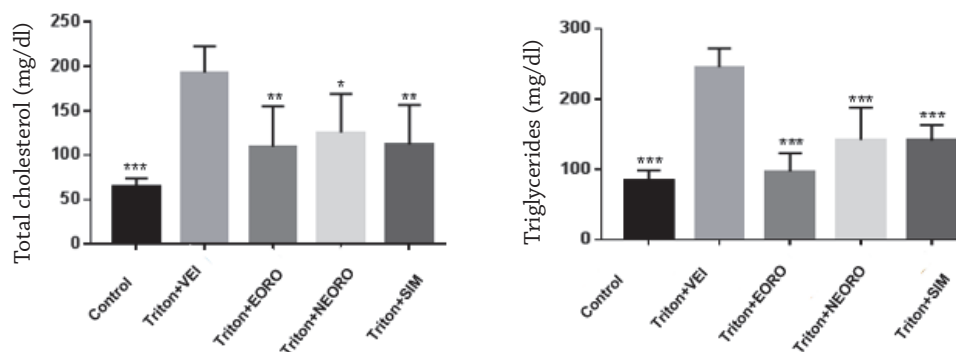 Total cholesterol (mg/dl)
250
200
150
100
50
0
***
**
*
**
Control
Triton+VEI
Triton+EORO
Triton+NEORO
Triton+SIM
Triglycerides (mg/dl)
300
200
100
0
***
***
***
***
Control
Triton+VEI
Triton+EORO
Triton+NEORO
Triton+SIM